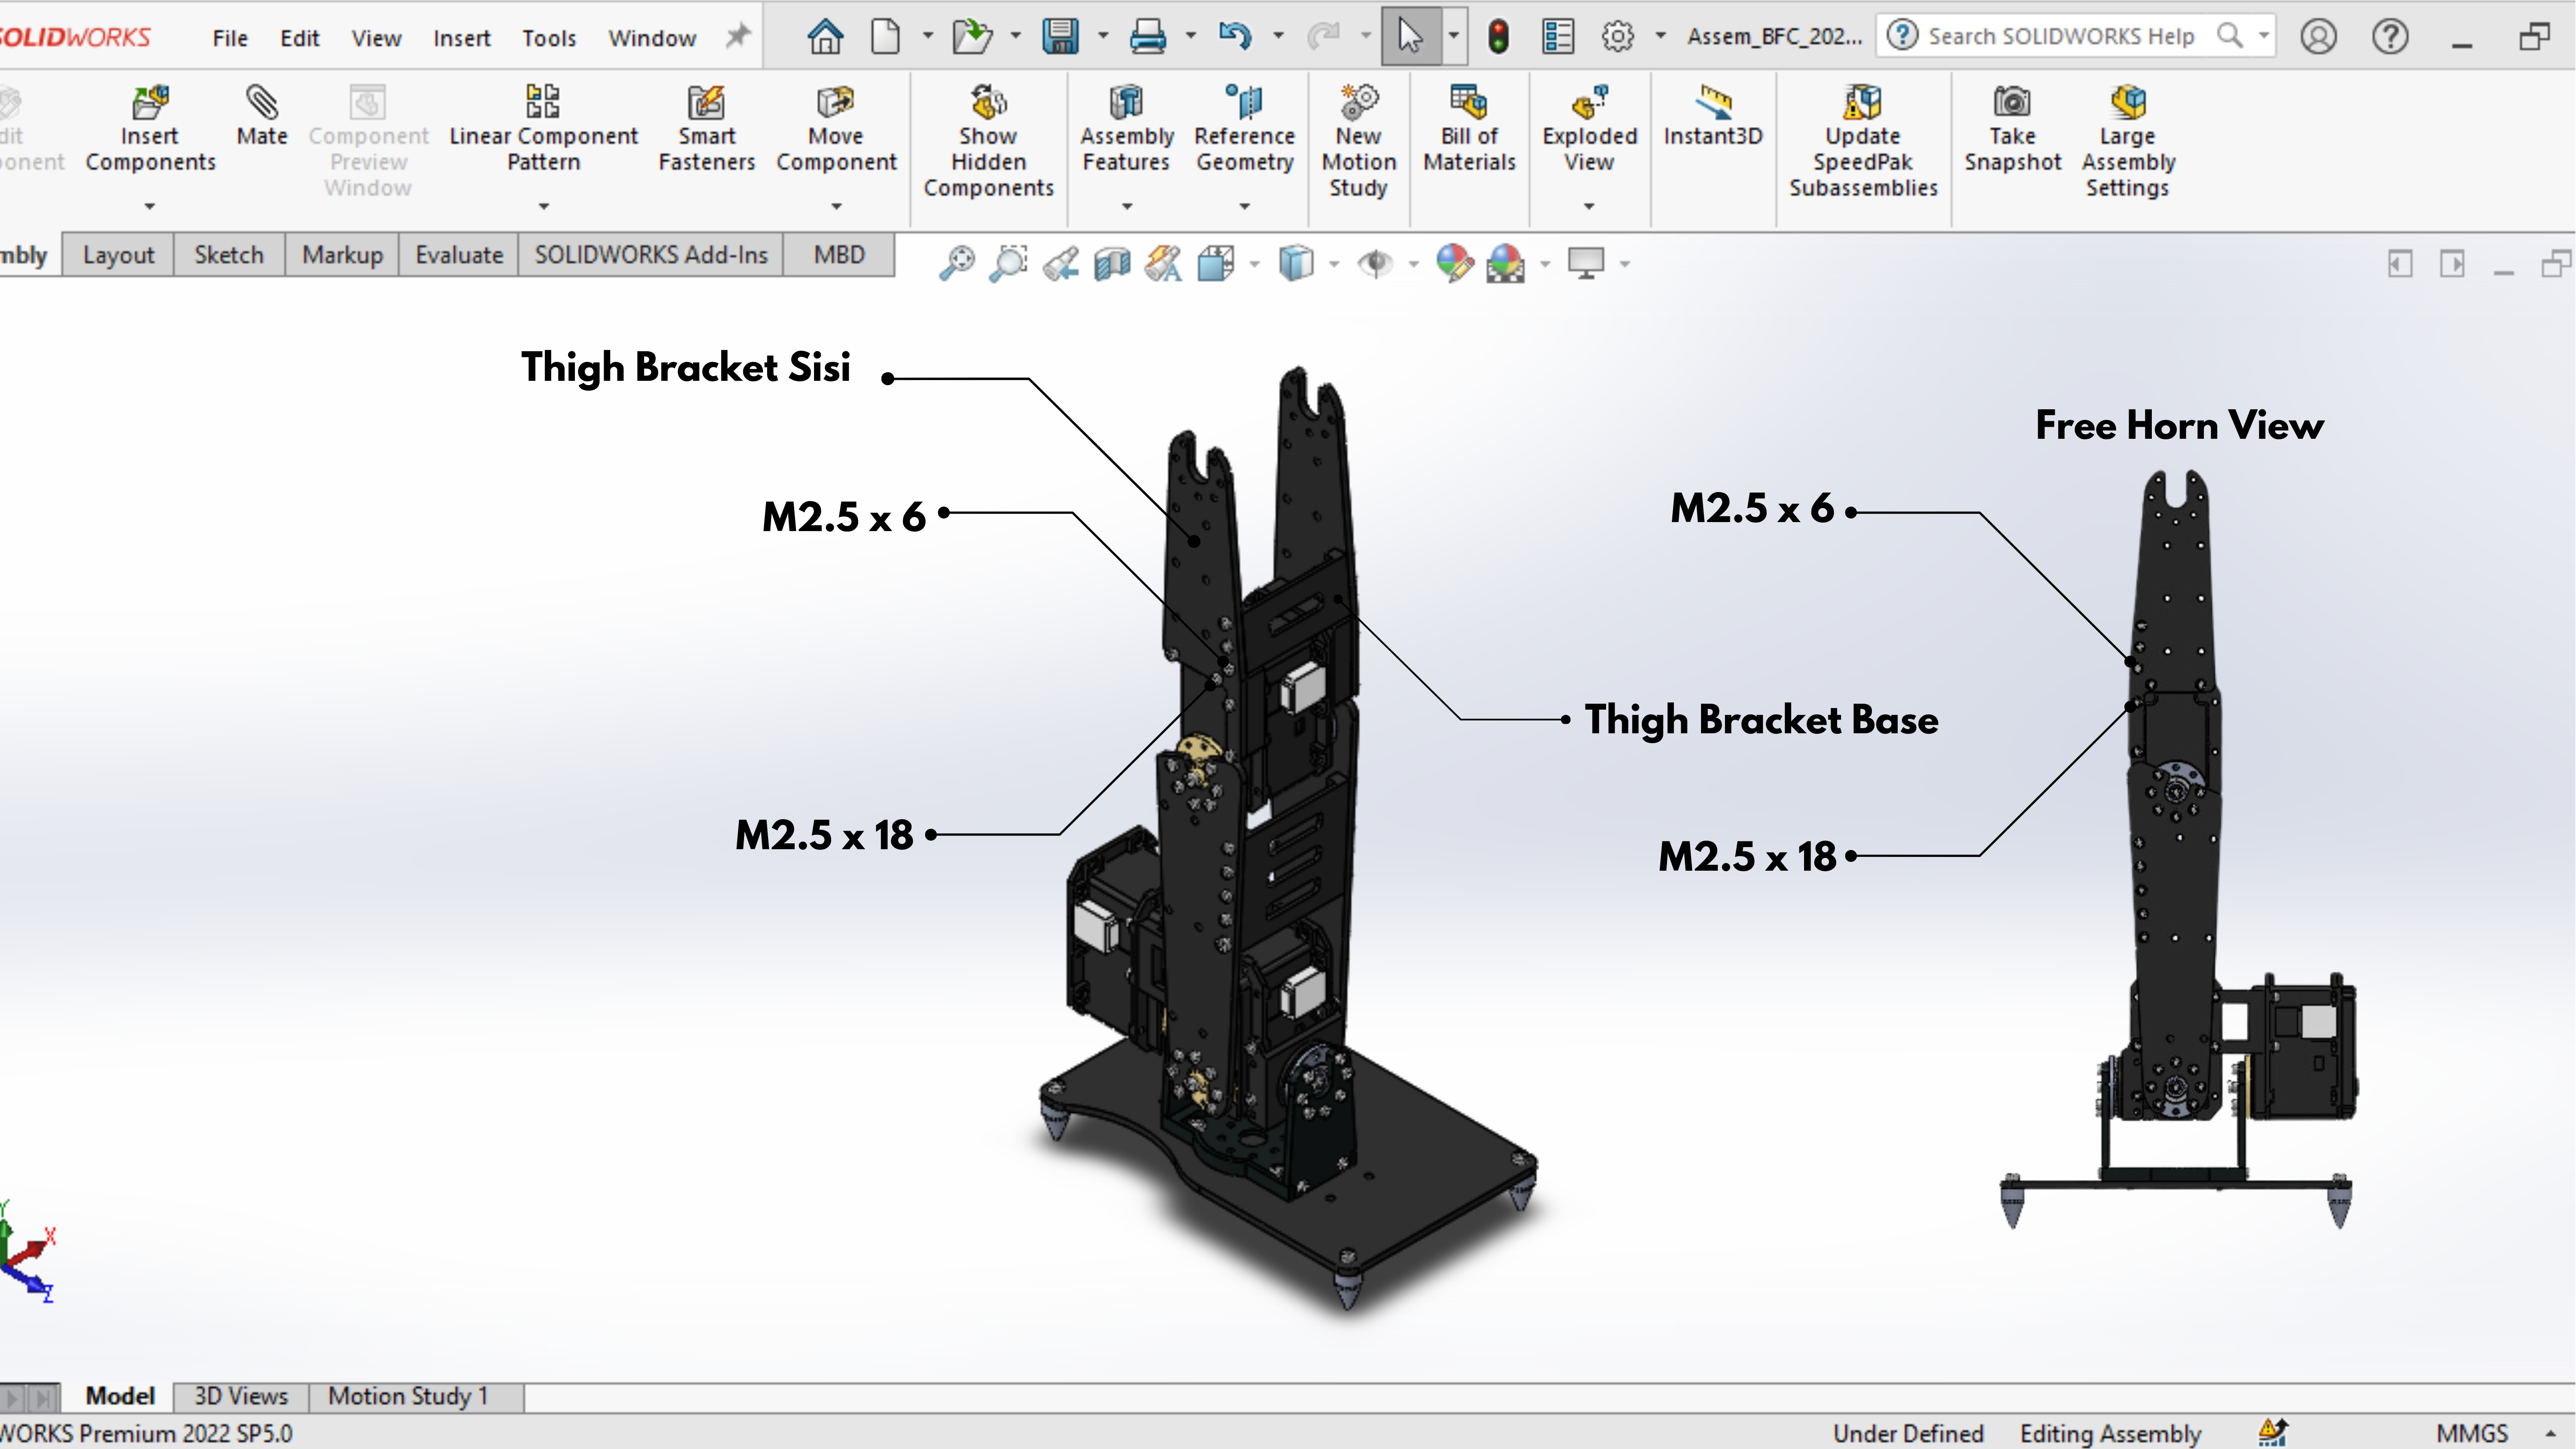 SOLIDWORKS File Edit View Insert Tools Window Assem_BFC_202... Search SOLIDWORKS Help
Insert Components
Mate
Component Preview Window
Linear Component Pattern
Smart Fasteners
Move Component
Show Hidden Components
Assembly Features
Reference Geometry
New Motion Study
Bill of Materials
Exploded View
Instant3D
Update SpeedPak Subassemblies
Take Snapshot
Large Assembly Settings
mbly Layout Sketch Markup Evaluate SOLIDWORKS Add-Ins MBD
Thigh Bracket Sisi
M2.5 x 6
M2.5 x 18
Thigh Bracket Base
Free Horn View
M2.5 x 6
M2.5 x 18
Y
X
Z
Model 3D Views Motion Study 1
WORKS Premium 2022 SP5.0 Under Defined Editing Assembly MMGS